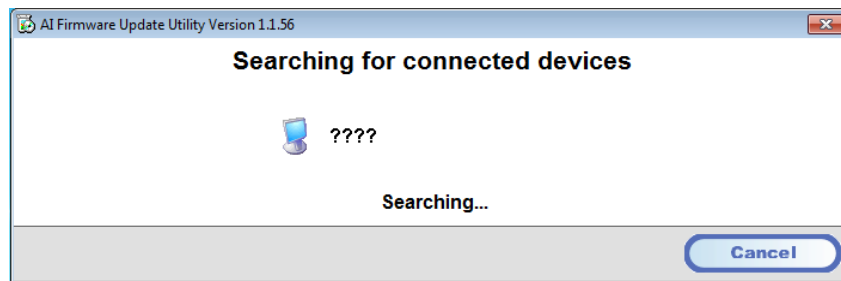 AI Firmware Update Utility Version 1.1.56
Searching for connected devices
????
Searching...
Cancel